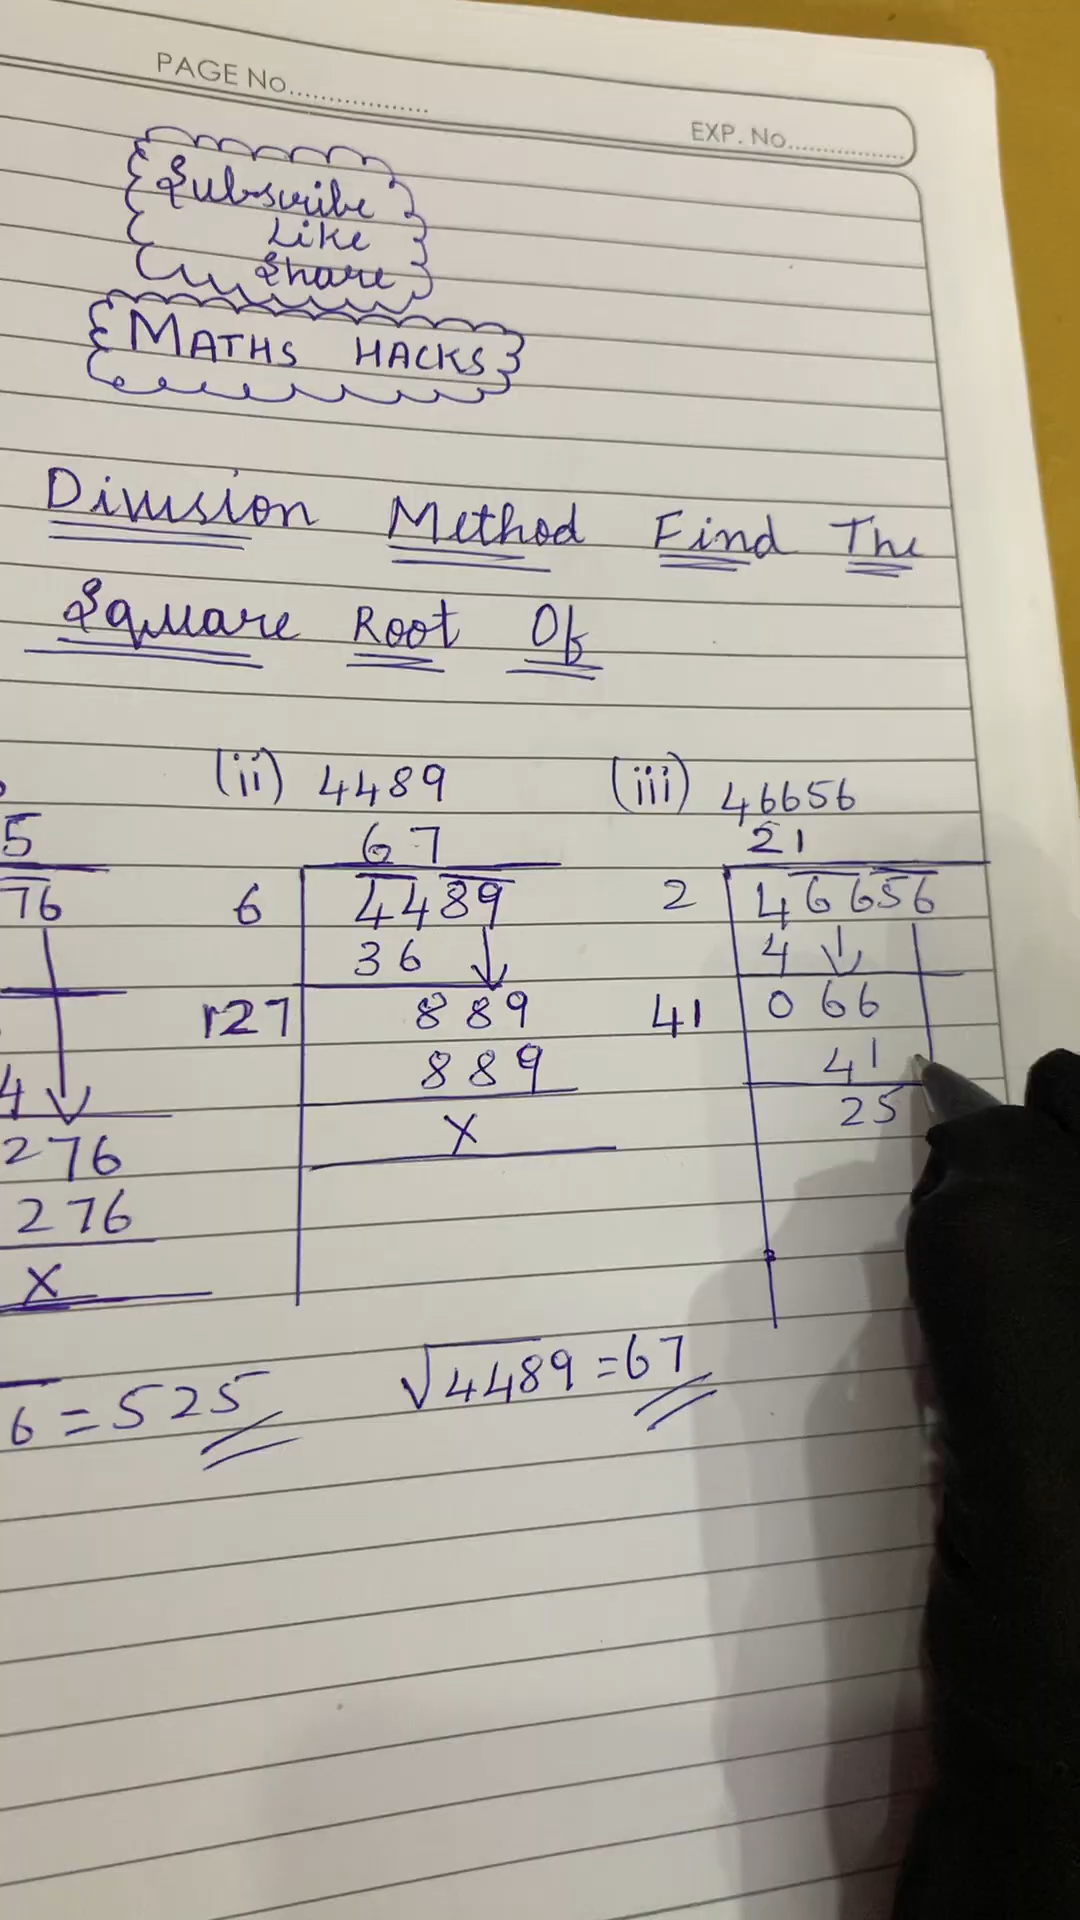 PAGE No..................
EXP. No..................
Subscribe
Like
Share
MATHS HACKS
Division Method Find The
Square Root Of
5
76
4
276
276
X
6 = 525
(ii) 4489
67
6 4489
36
127 889
889
X
√4489 = 67
(iii) 46656
21
2 46656
4
41 066
41
25